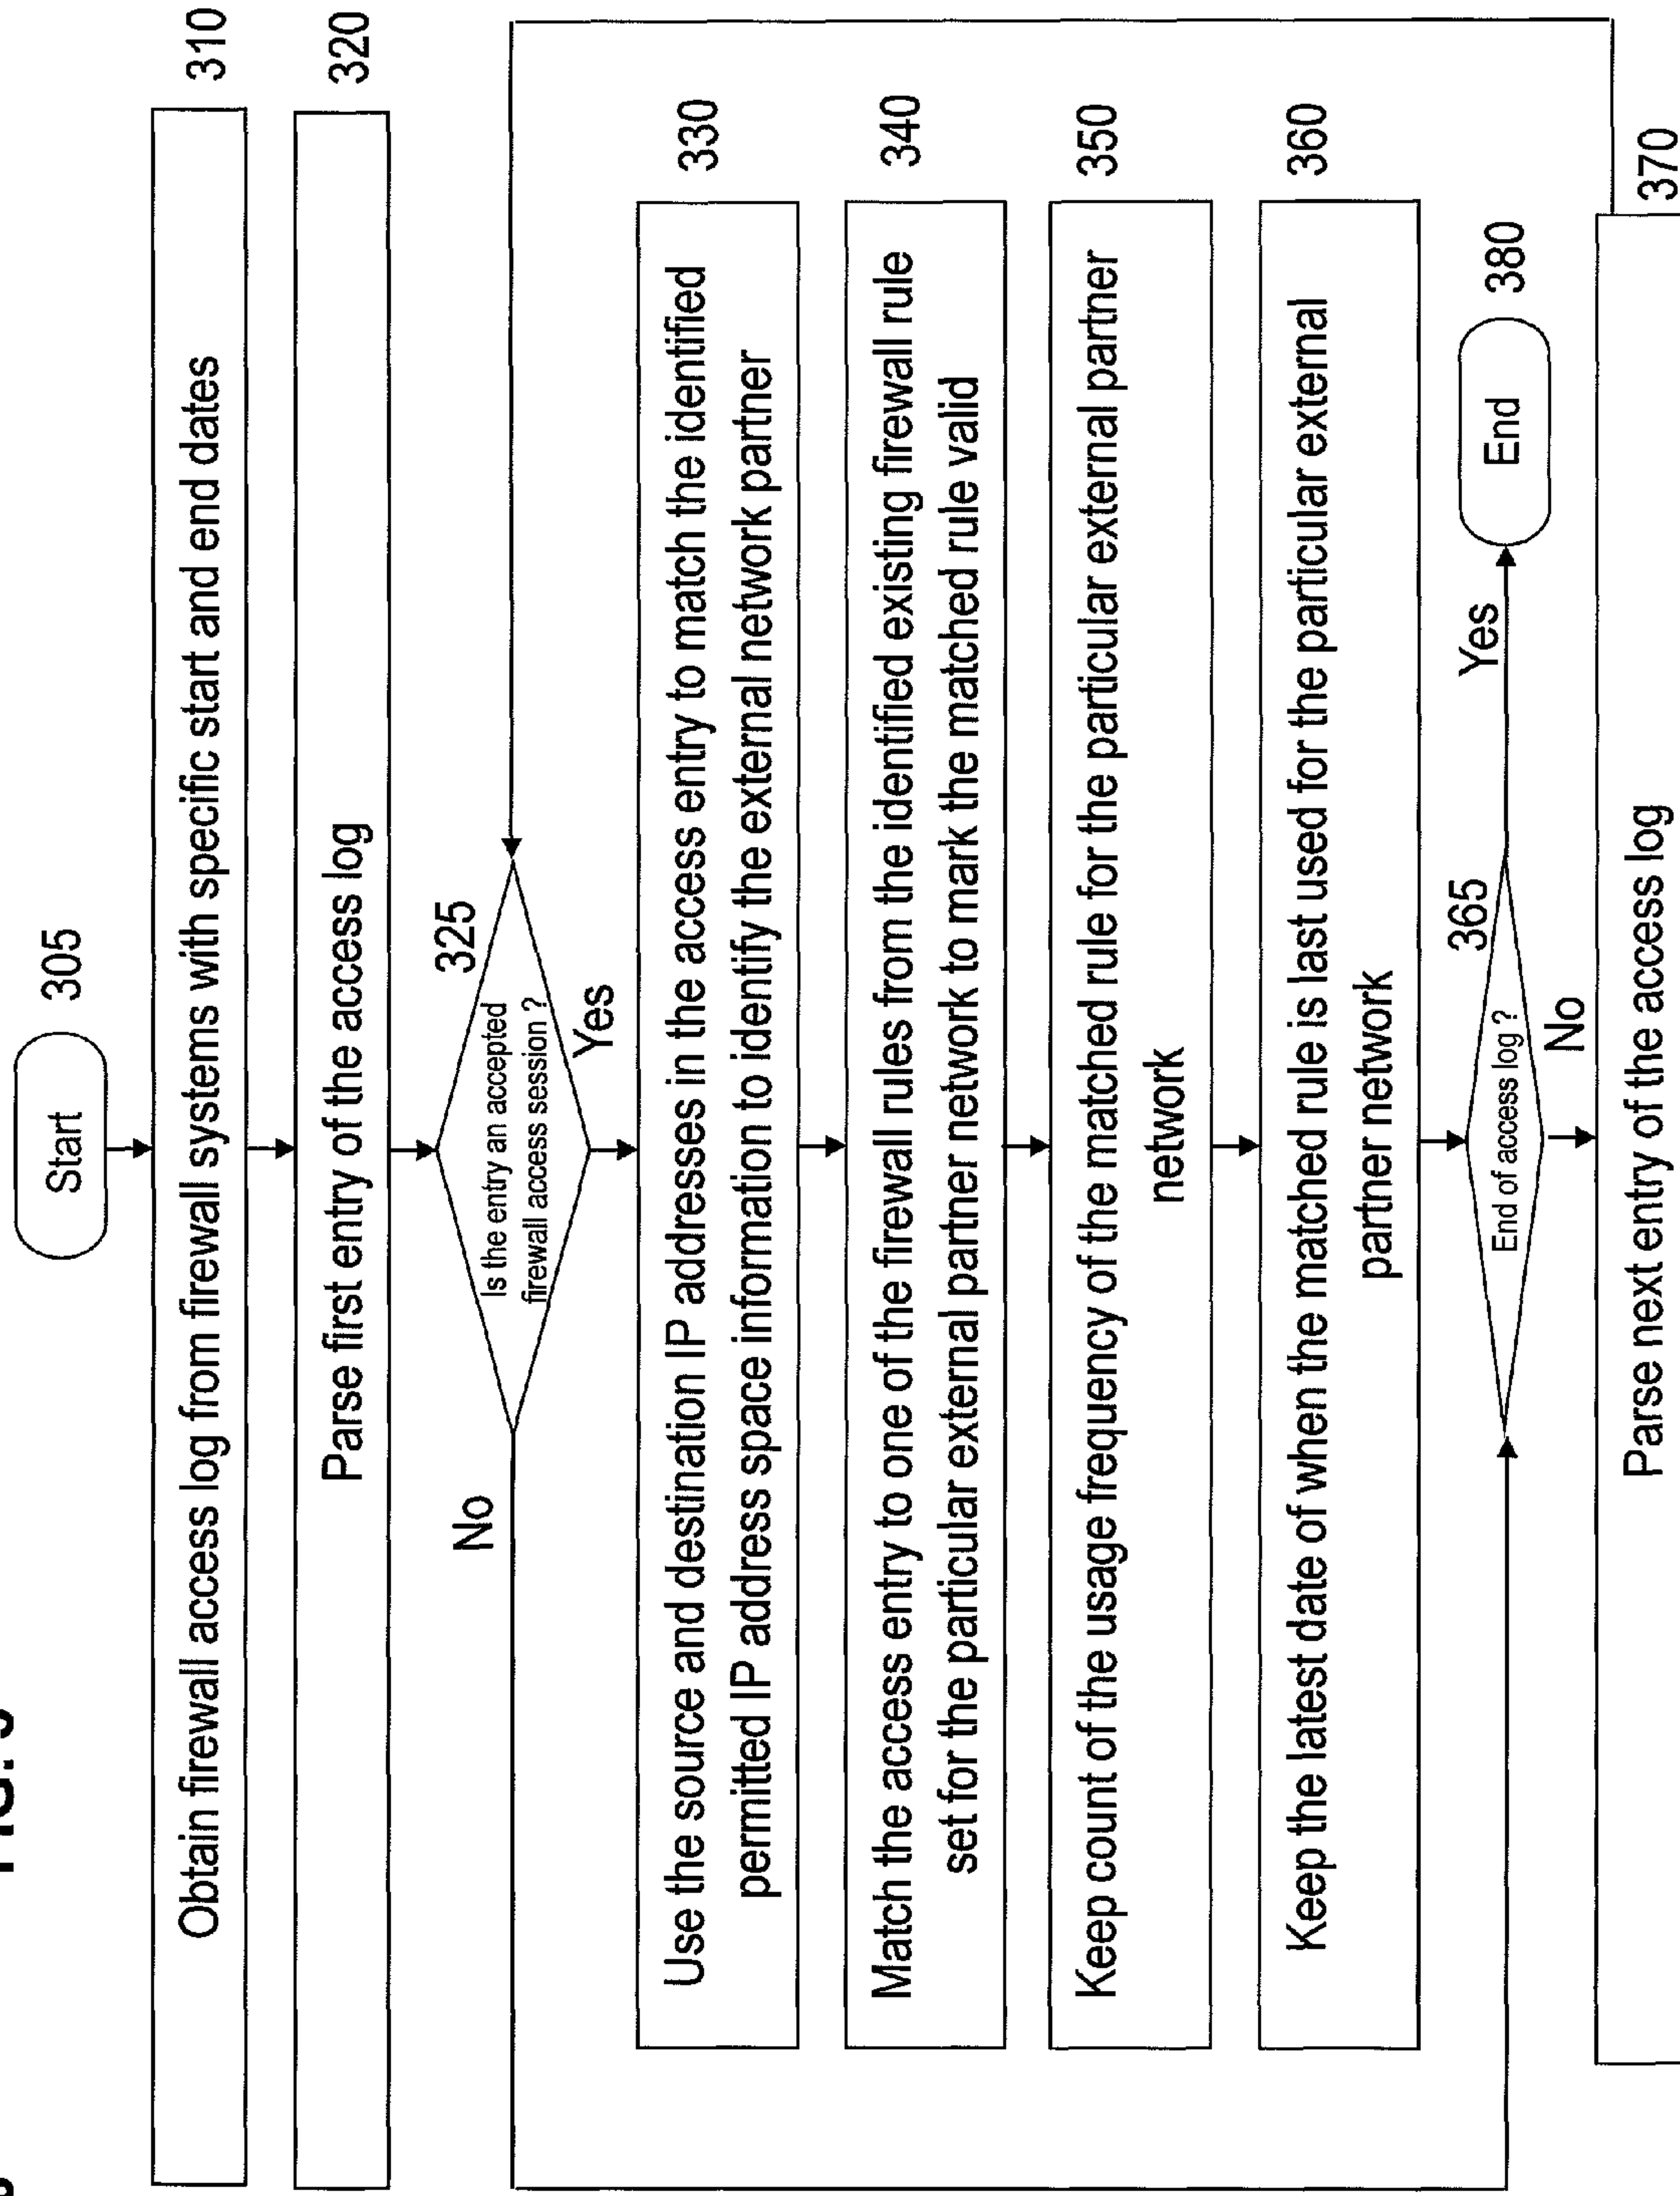 Start
305
Obtain firewall access log from firewall systems with specific start and end dates
310
Parse first entry of the access log
320
325
Is the entry an accepted
firewall access session ?
No
Yes
Use the source and destination IP addresses in the access entry to match the identified
permitted IP address space information to identify the external network partner
330
Match the access entry to one of the firewall rules from the identified existing firewall rule
set for the particular external partner network to mark the matched rule valid
340
Keep count of the usage frequency of the matched rule for the particular external partner
network
350
Keep the latest date of when the matched rule is last used for the particular external
partner network
360
365
End of access log ?
Yes
End
380
No
Parse next entry of the access log
370